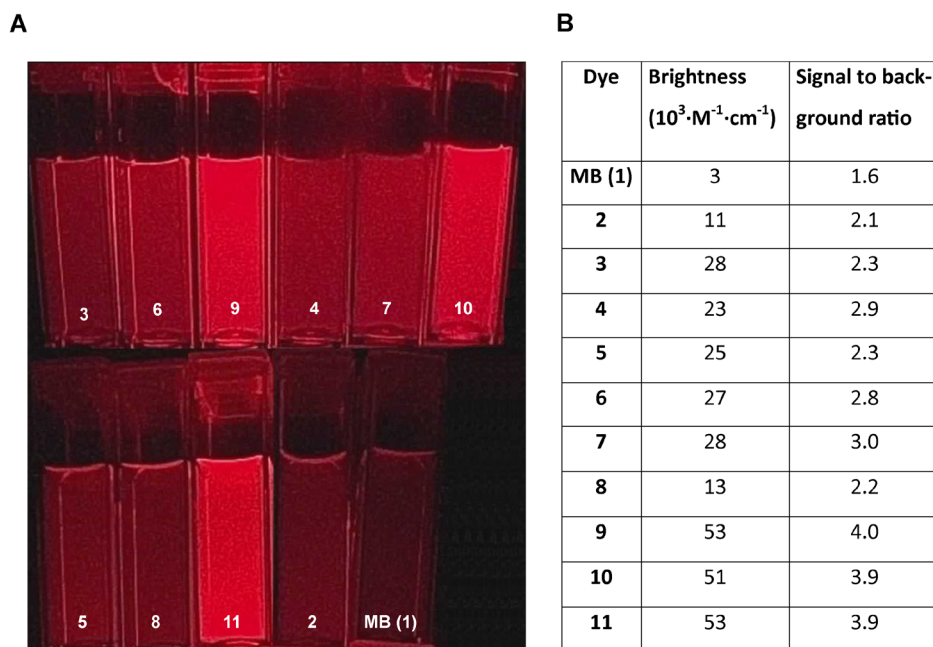 A
3 6 9 4 7 10
5 8 11 2 MB (1)
B
Dye Brightness (10³·M⁻¹·cm⁻¹) Signal to back-ground ratio
MB (1) 3 1.6
2 11 2.1
3 28 2.3
4 23 2.9
5 25 2.3
6 27 2.8
7 28 3.0
8 13 2.2
9 53 4.0
10 51 3.9
11 53 3.9